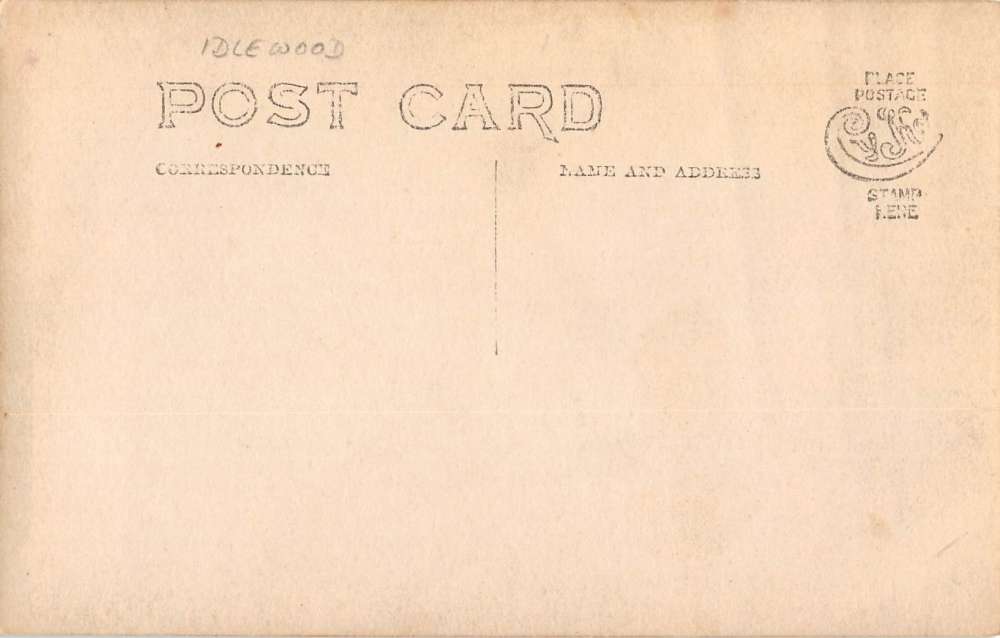 IDLEWOOD
POST CARD
CORRESPONDENCE
NAME AND ADDRESS
PLACE
POSTAGE
STAMP
HERE